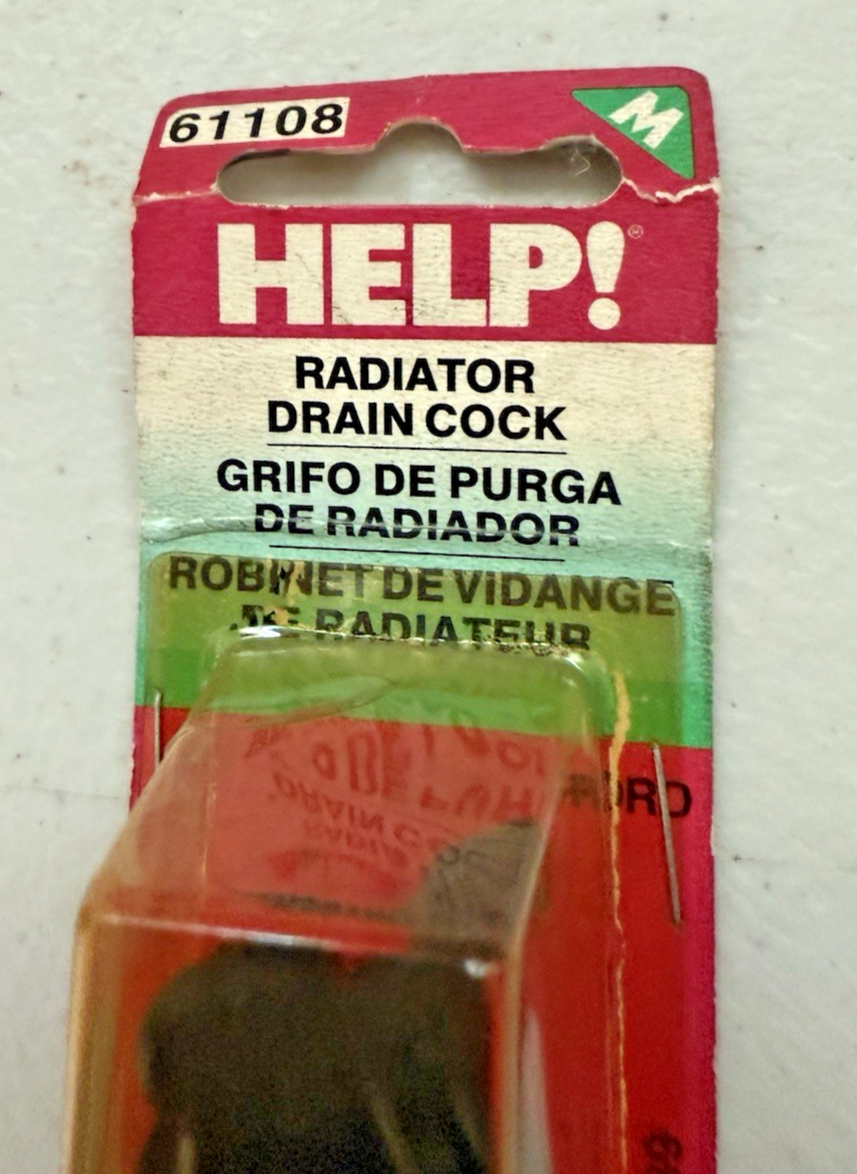 61108
M
HELP!®
RADIATOR
DRAIN COCK
GRIFO DE PURGA
DE RADIADOR
ROBINET DE VIDANGE
DE RADIATEUR